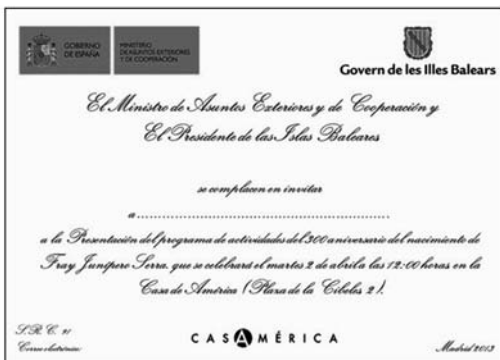 GOBIERNO DE ESPAÑA
MINISTERIO DE ASUNTOS EXTERIORES Y DE COOPERACIÓN
Govern de les Illes Balears
El Ministro de Asuntos Exteriores y de Cooperación y
El Presidente de las Islas Baleares
se complacen en invitar
a................................................................
a la Presentación del programa de actividades del 300 aniversario del nacimiento de
Fray Junípero Serra, que se celebrará el martes 2 de abril a las 12:00 horas en la
Casa de América (Plaza de la Cibeles 2).
S.R.C. 91
Correo electrónico:
CASAMÉRICA
Madrid 2013